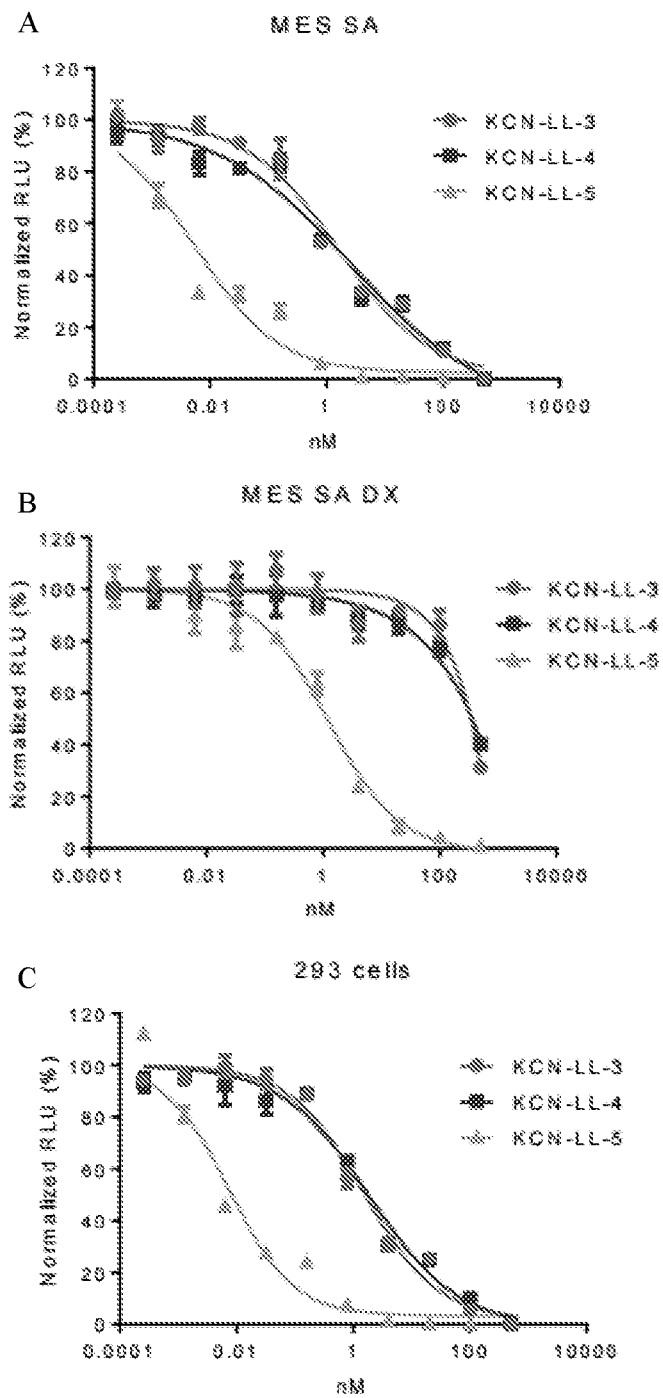 A
MES SA
120
100
80
60
40
20
0
Normalized RLU (%)
KCN-LL-3
KCN-LL-4
KCN-LL-5
0.0001
0.01
1
100
10000
nM
B
MES SA DX
120
100
80
60
40
20
0
Normalized RLU (%)
KCN-LL-3
KCN-LL-4
KCN-LL-5
0.0001
0.01
1
100
10000
nM
C
293 cells
120
100
80
60
40
20
0
Normalized RLU (%)
KCN-LL-3
KCN-LL-4
KCN-LL-5
0.0001
0.01
1
100
10000
nM